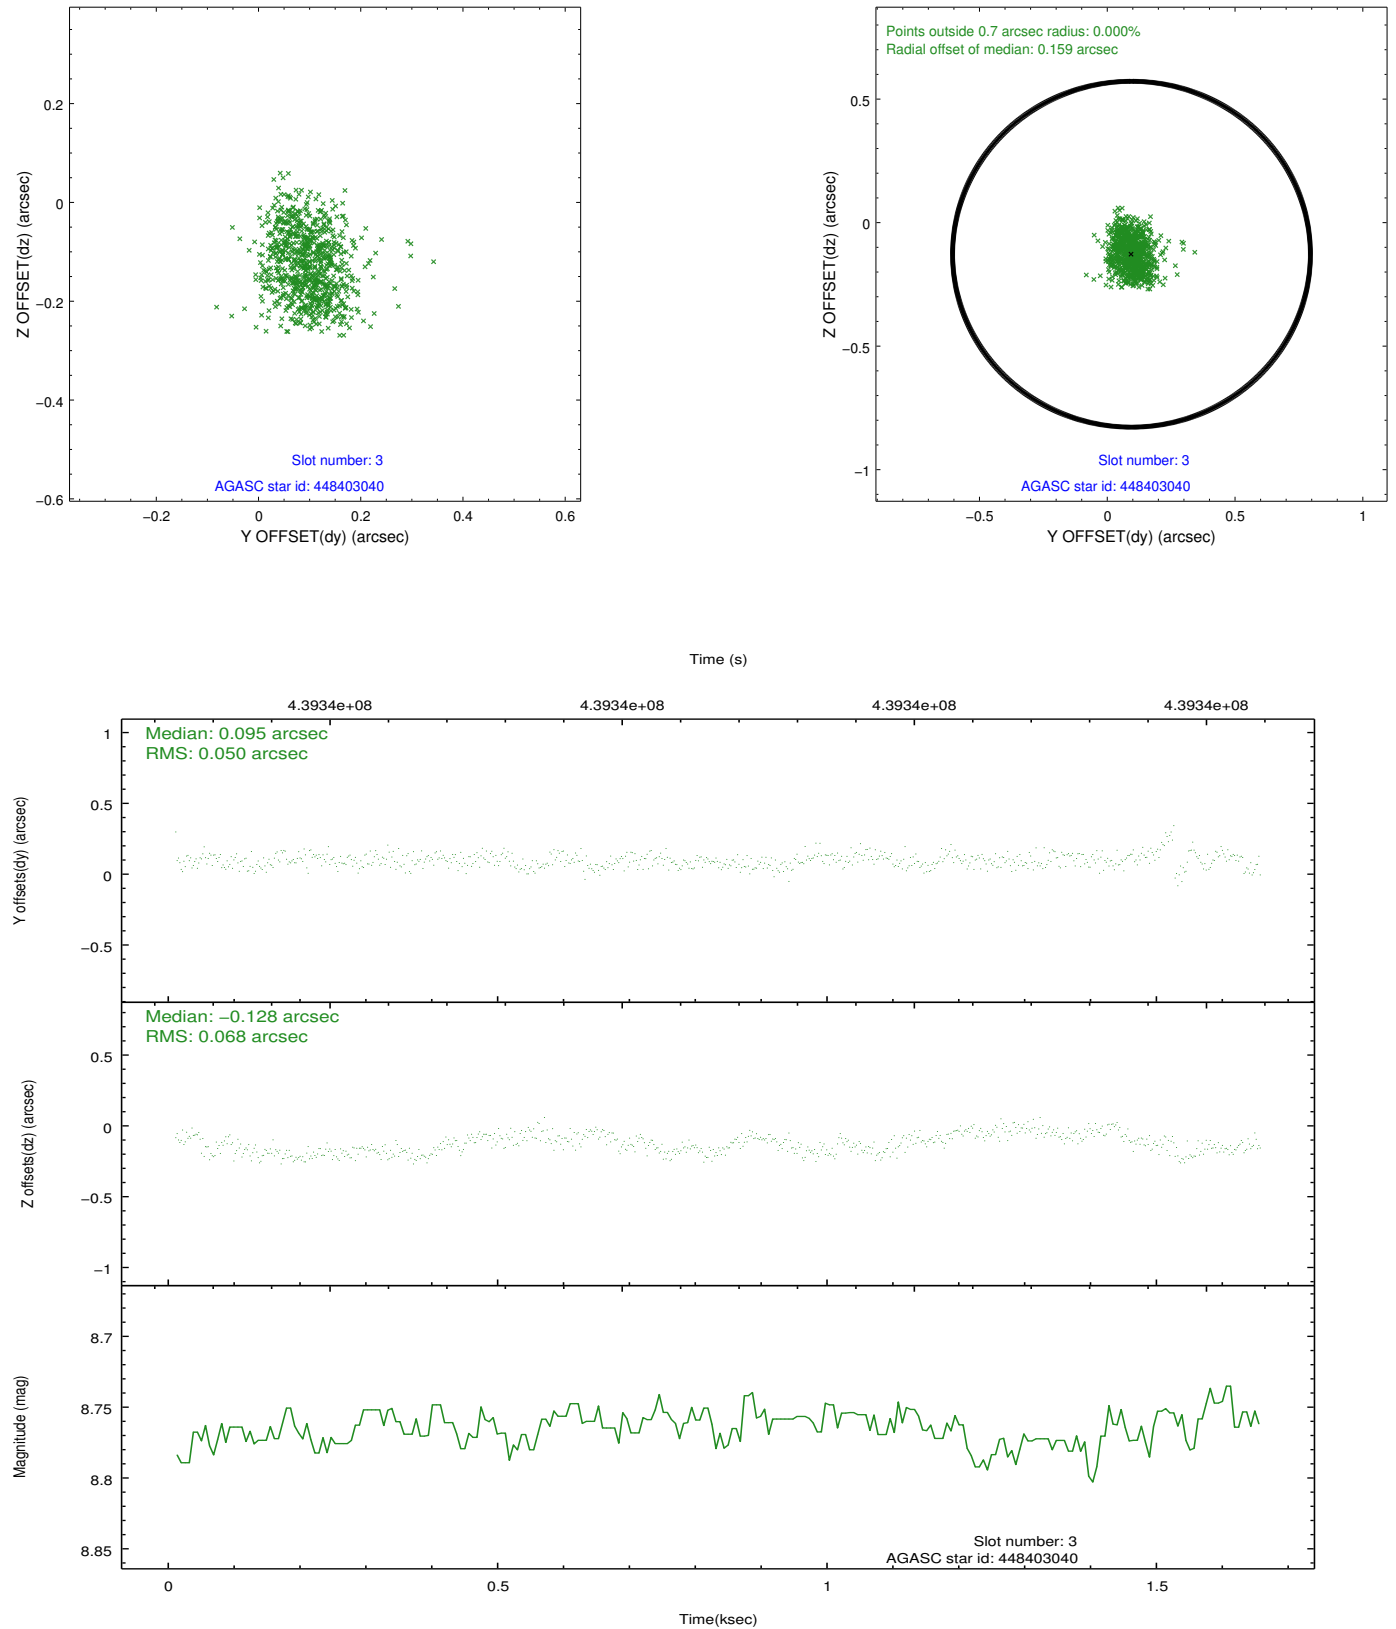 0.2
0
−0.2
−0.4
−0.6
Z OFFSET(dz) (arcsec)
Slot number: 3
AGASC star id: 448403040
−0.2
0
0.2
0.4
0.6
Y OFFSET(dy) (arcsec)
Points outside 0.7 arcsec radius: 0.000%
Radial offset of median: 0.159 arcsec
0.5
0
−0.5
−1
Z OFFSET(dz) (arcsec)
Slot number: 3
AGASC star id: 448403040
−0.5
0
0.5
1
Y OFFSET(dy) (arcsec)
Time (s)
4.3934e+08
4.3934e+08
4.3934e+08
4.3934e+08
Median: 0.095 arcsec
RMS: 0.050 arcsec
1
0.5
0
−0.5
Y offsets(dy) (arcsec)
Median: −0.128 arcsec
RMS: 0.068 arcsec
0.5
0
−0.5
−1
Z offsets(dz) (arcsec)
8.7
8.75
8.8
8.85
Magnitude (mag)
Slot number: 3
AGASC star id: 448403040
0
0.5
1
1.5
Time(ksec)